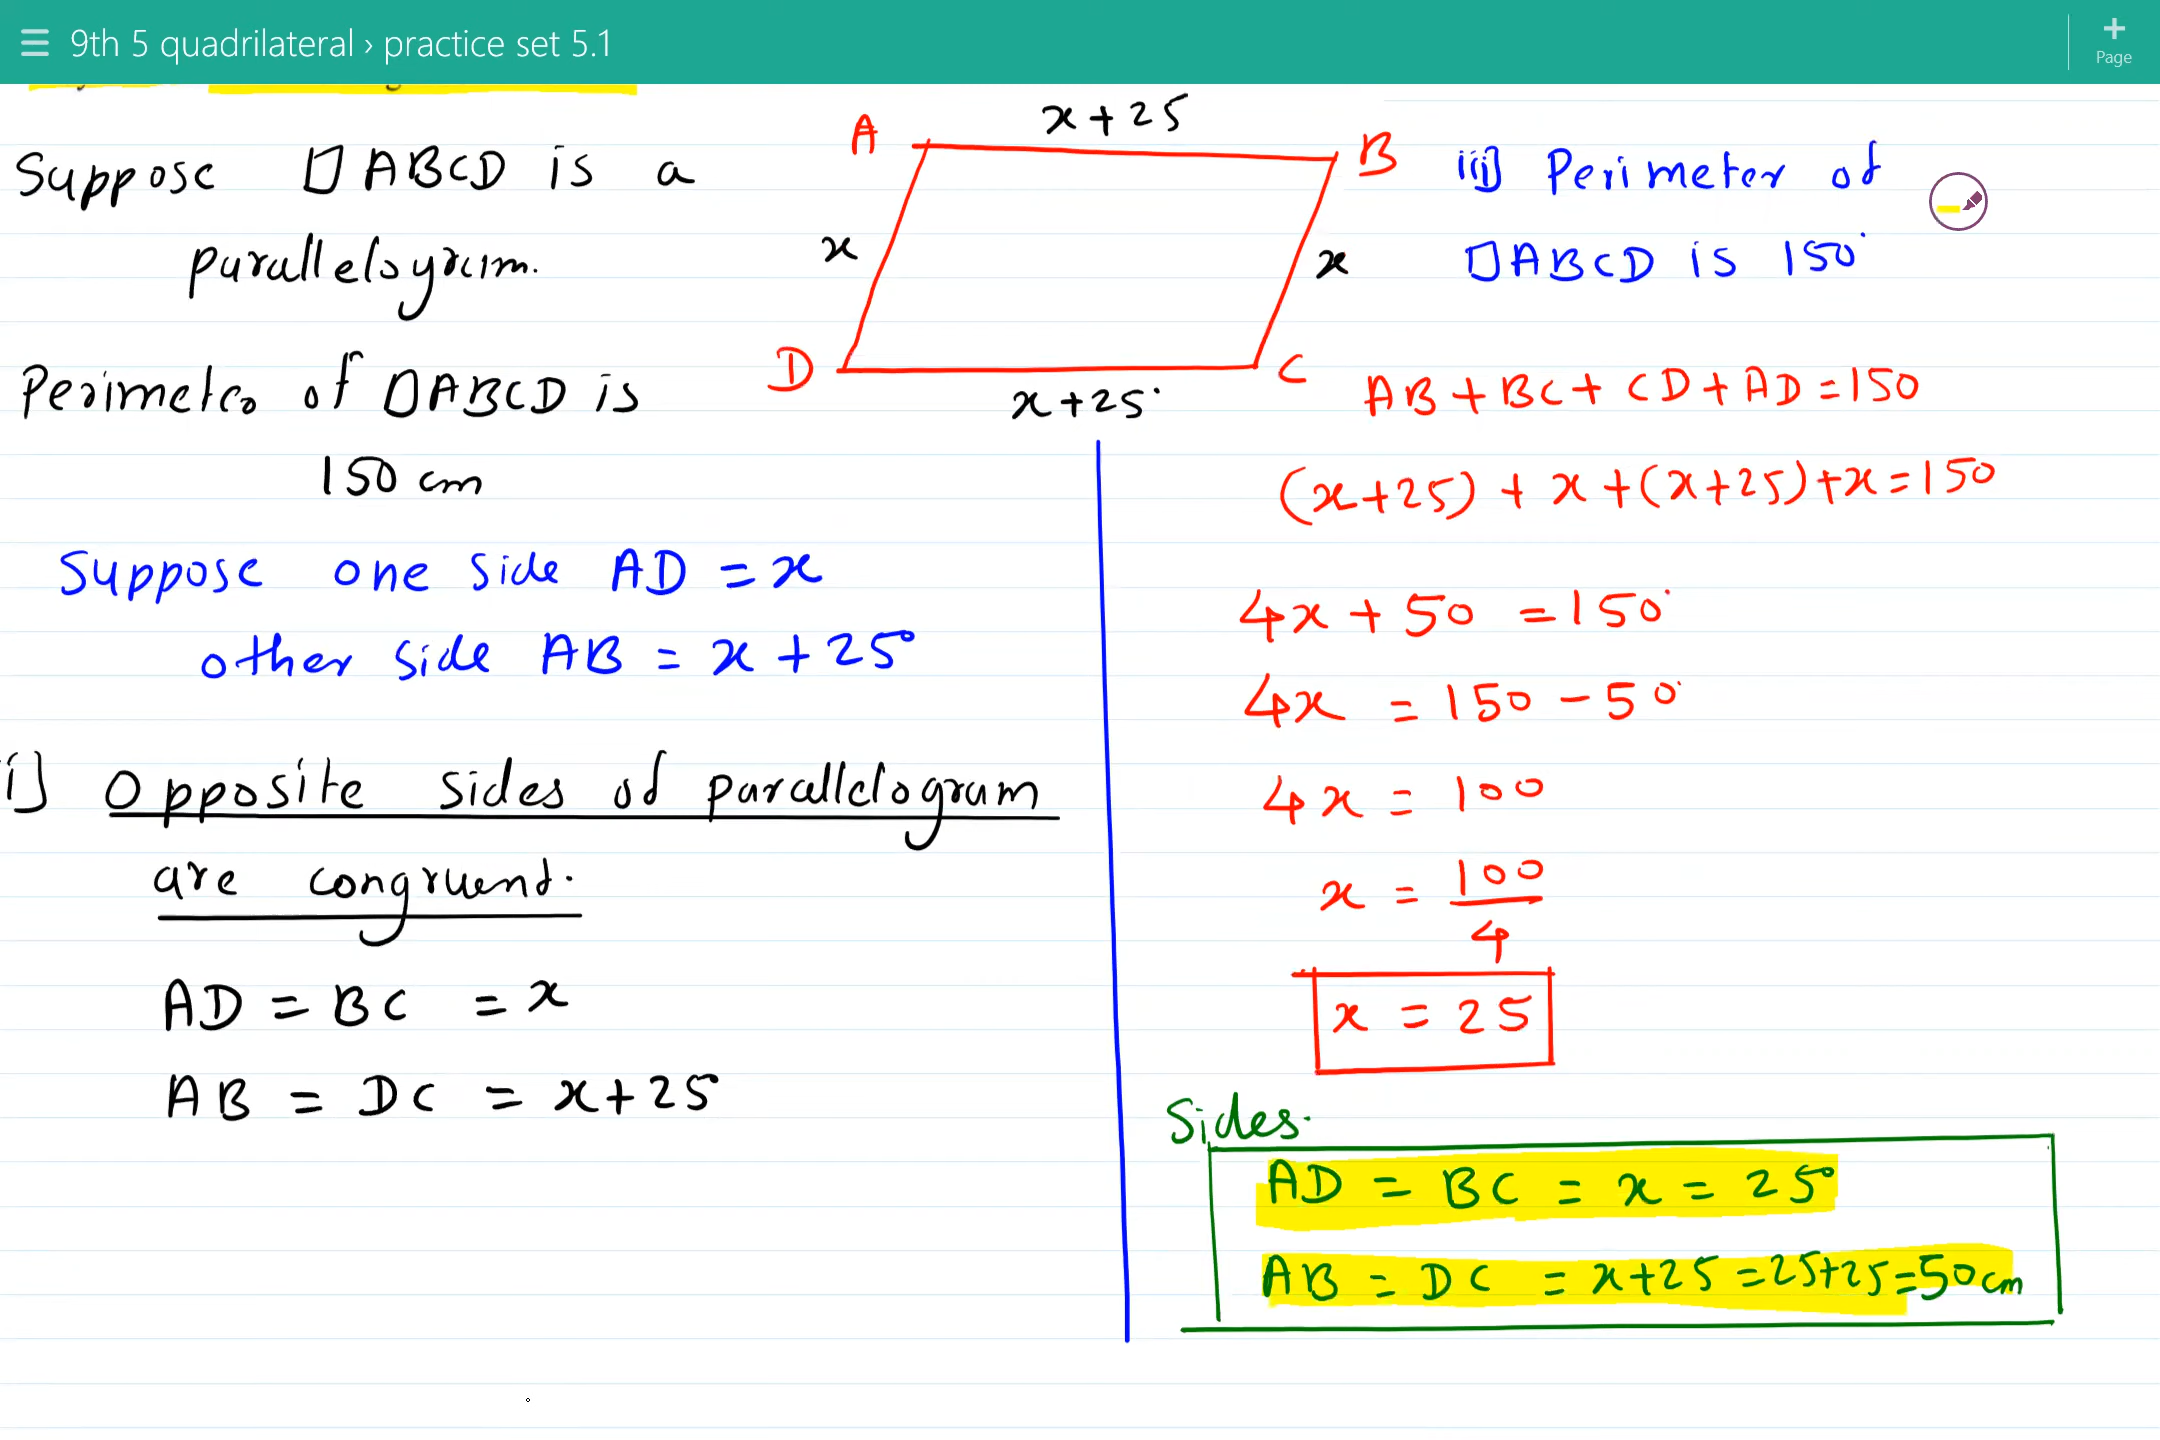 9th 5 quadrilateral › practice set 5.1
+
Page
Suppose □ABCD is a
parallelogram.
Perimeter of □ABCD is
150 cm
Suppose one side AD = x
other side AB = x + 25
i) Opposite sides of parallelogram
are congruent.
AD = BC = x
AB = DC = x+25
x + 25
A
B
x
x
D
C
x+25
ii) Perimeter of
□ABCD is 150
AB + BC + CD + AD = 150
(x+25) + x + (x+25) + x = 150
4x + 50 = 150
4x = 150 - 50
4x = 100
x = 100/4
x = 25
Sides.
AD = BC = x = 25
AB = DC = x+25 = 25+25 = 50cm